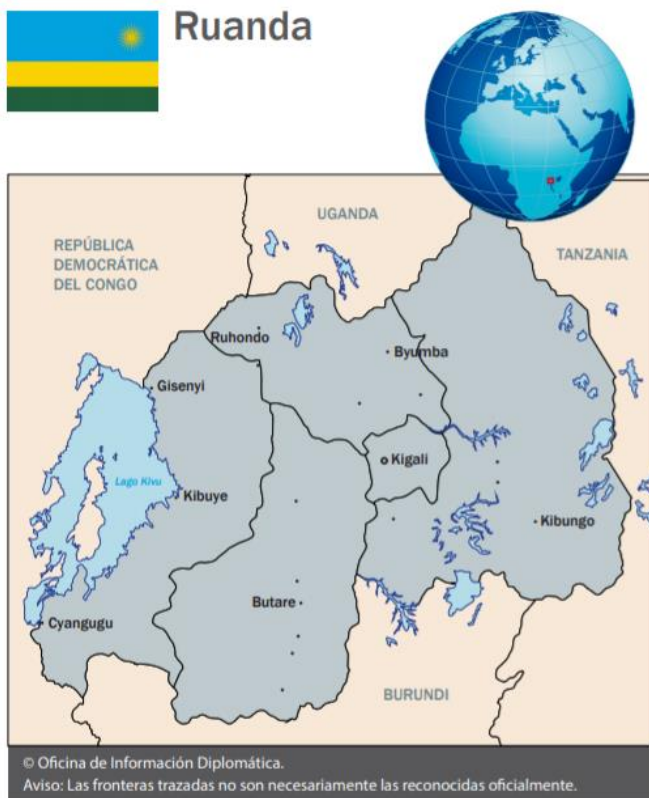 Ruanda
UGANDA
REPÚBLICA
DEMOCRÁTICA
DEL CONGO
TANZANIA
Ruhondo
Byumba
Gisenyi
Kigali
Lago Kivu
Kibuye
Kibungo
Butare
Cyangugu
BURUNDI
© Oficina de Información Diplomática.
Aviso: Las fronteras trazadas no son necesariamente las reconocidas oficialmente.